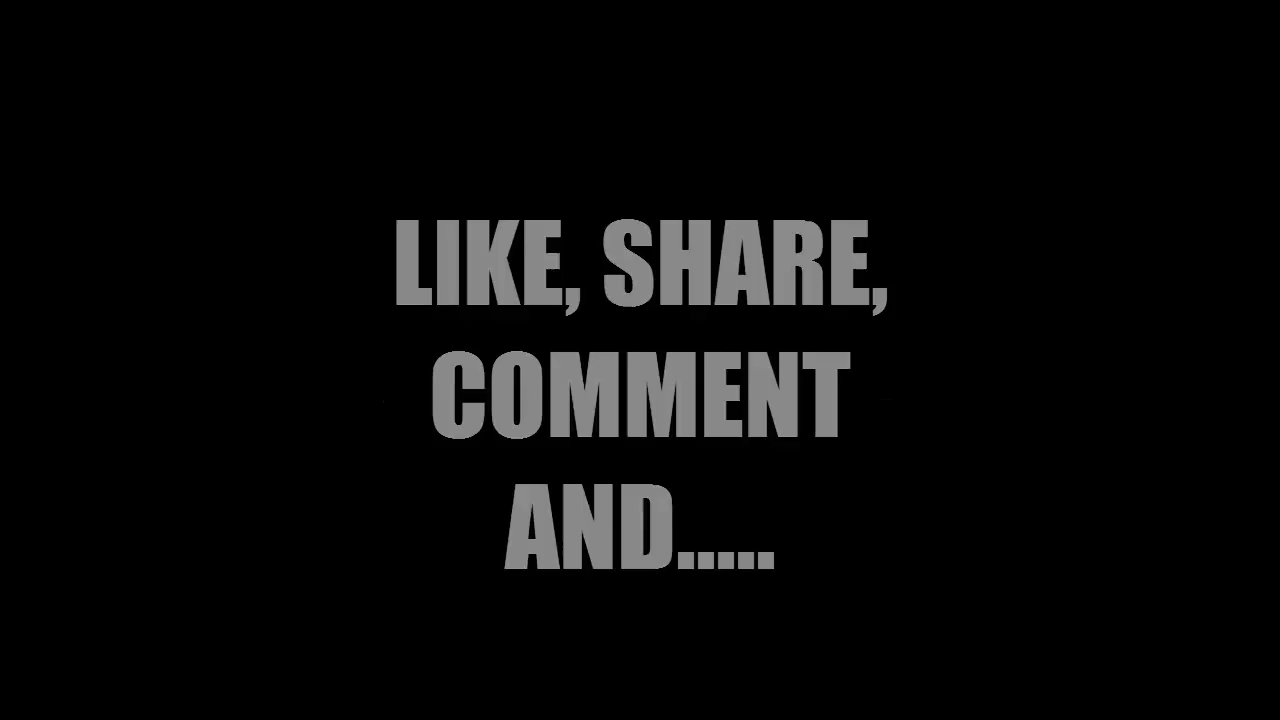 LIKE, SHARE,
COMMENT
AND.....